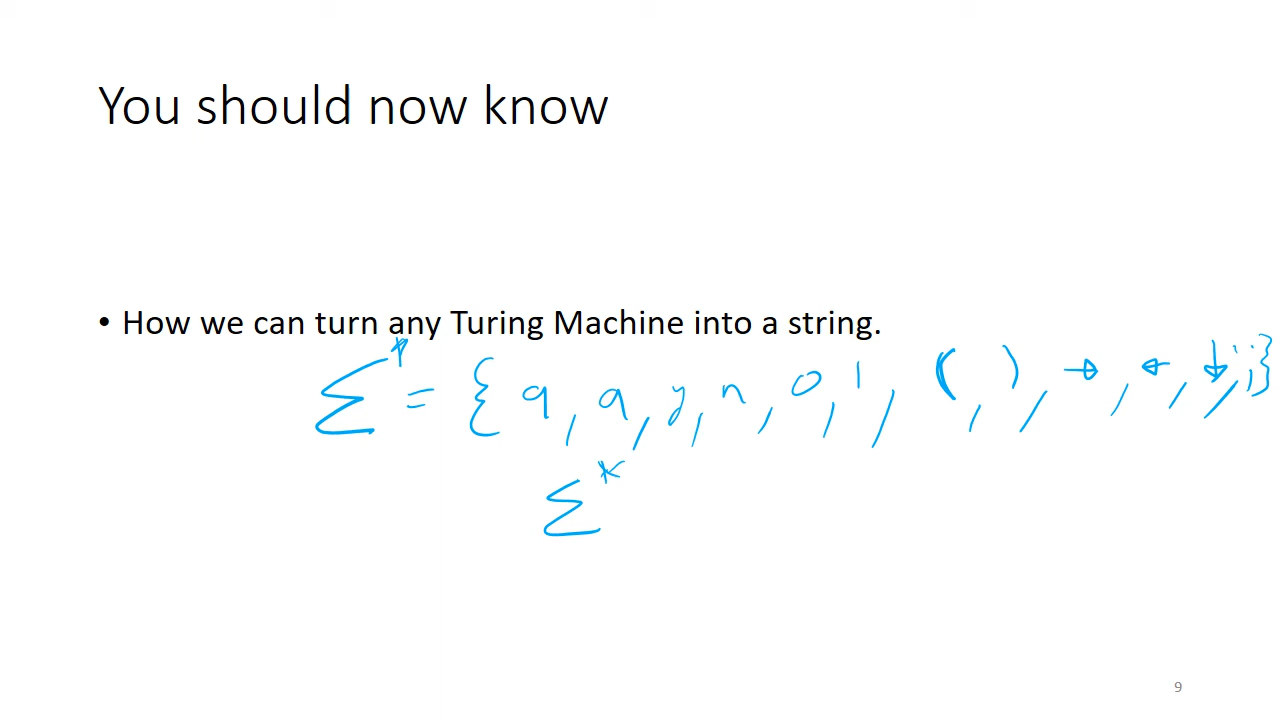 You should now know
• How we can turn any Turing Machine into a string.
Σ* = { q, a, y, n, 0, 1, (, ), →, ←, ↓, ; }
Σ*
9